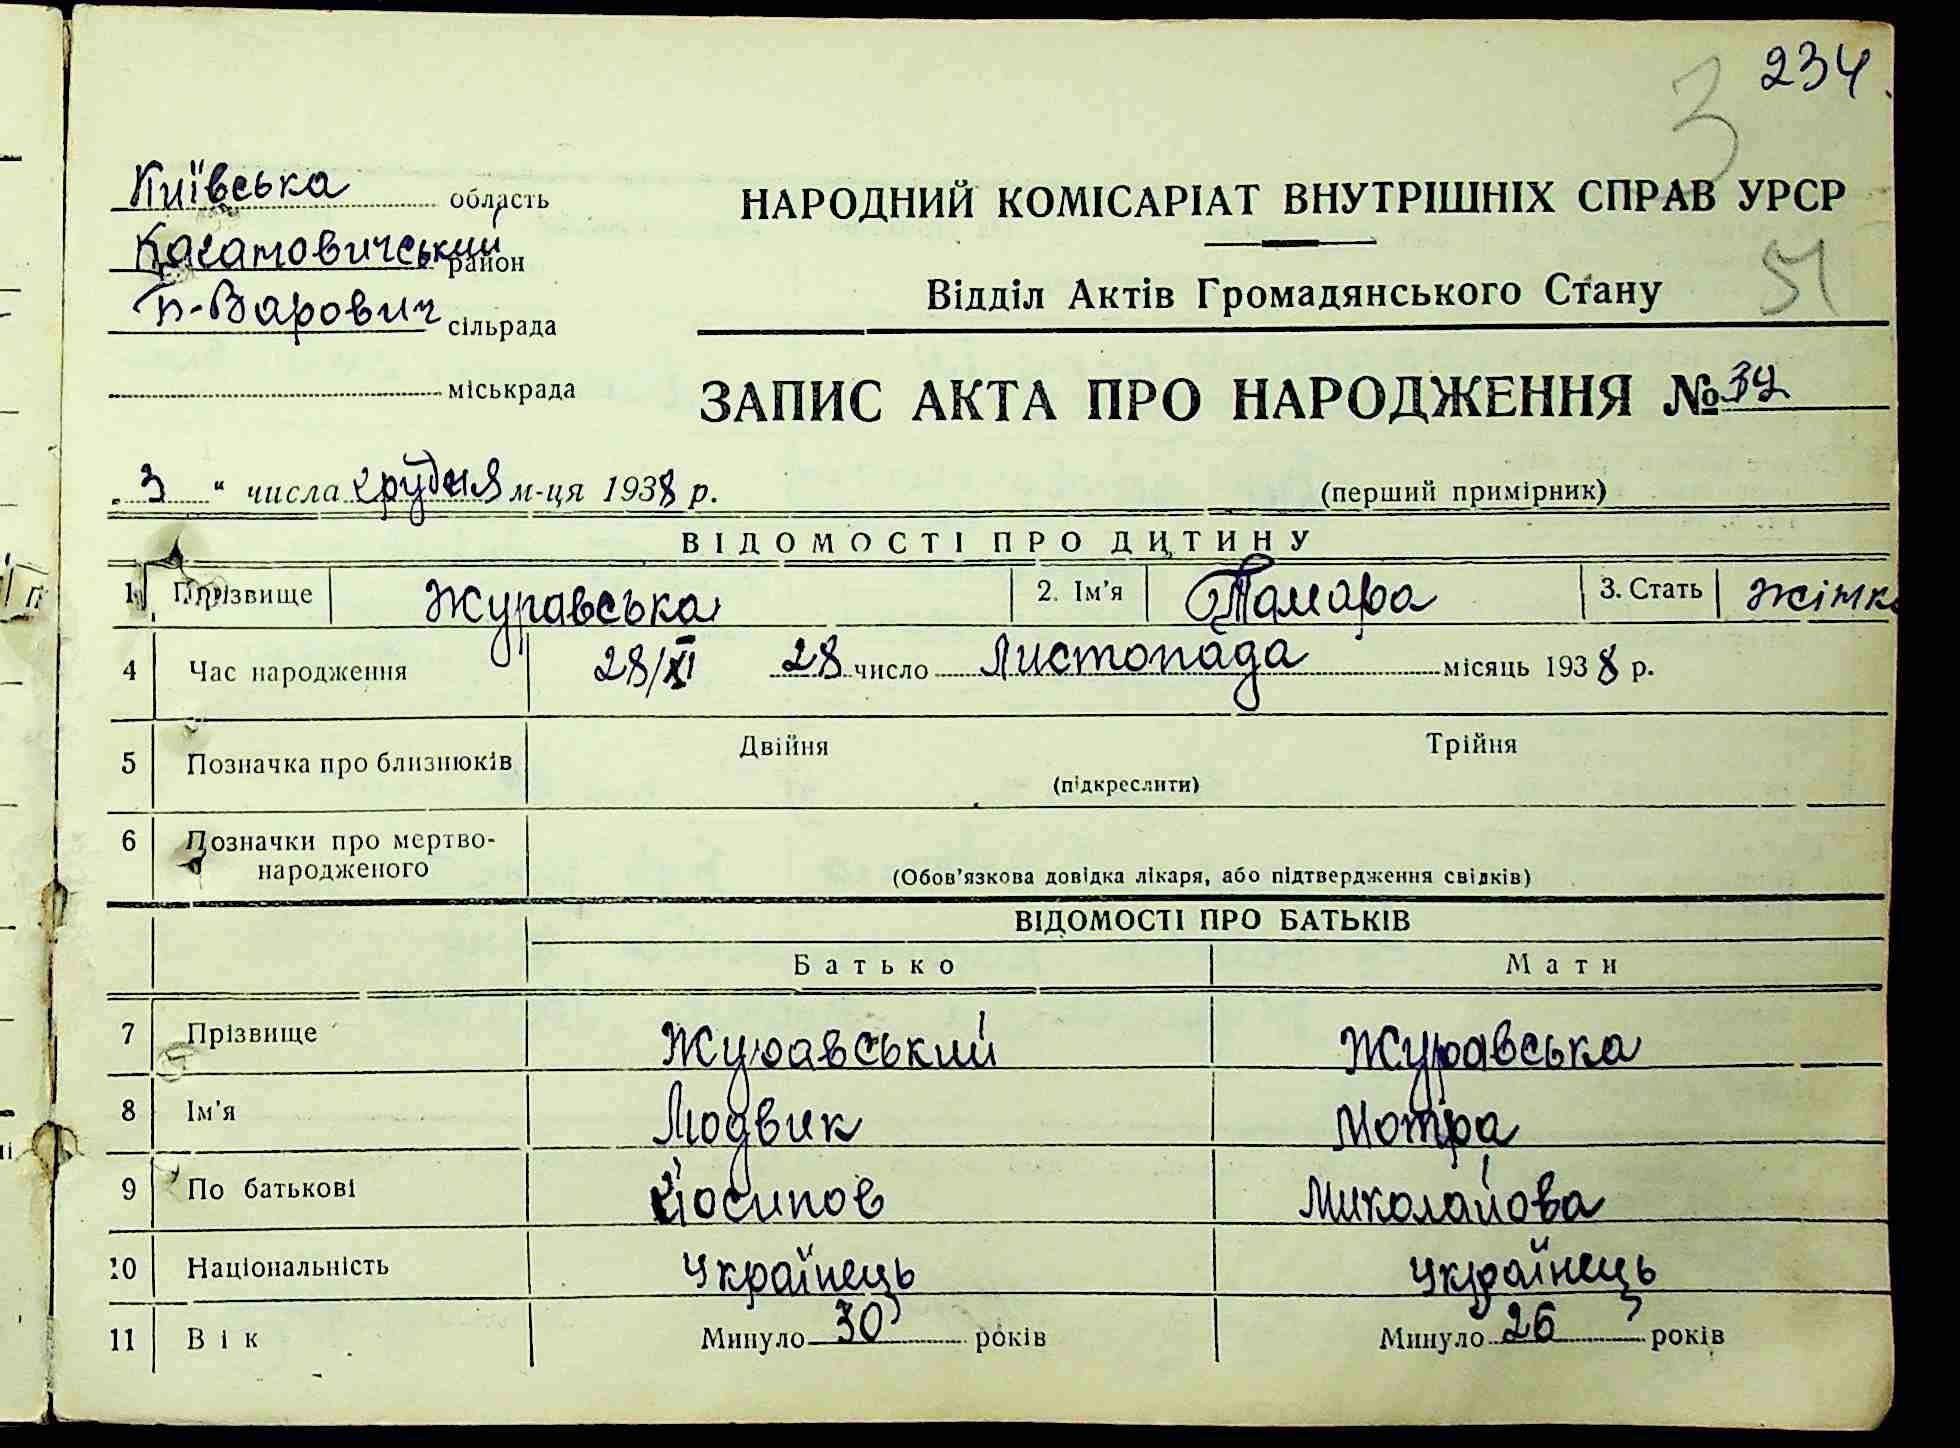 234.
3
Київська область
НАРОДНИЙ КОМІСАРІАТ ВНУТРІШНІХ СПРАВ УРСР
район
51
Відділ Актів Громадянського Стану
сільрада
міськрада
ЗАПИС АКТА ПРО НАРОДЖЕННЯ №
„ 3 “ числа грудня м-ця 1938 р. (перший примірник)
ВІДОМОСТІ ПРО ДИТИНУ
1 Прізвище Журавська 2. Ім'я Тамара 3. Стать
4 Час народження 28/XI 28 число Листопада місяць 1938 р.
5 Позначка про близнюків Двійня Трійня
(підкреслити)
6 Позначки про мертво-
народженого
(Обов'язкова довідка лікаря, або підтвердження свідків)
ВІДОМОСТІ ПРО БАТЬКІВ
Батько Мати
7 Прізвище Журавський Журавська
8 Ім'я Людвик Мотра
9 По батькові Йосипов Миколайова
10 Національність Українець Українець
11 Вік Минуло 30 років Минуло 26 років